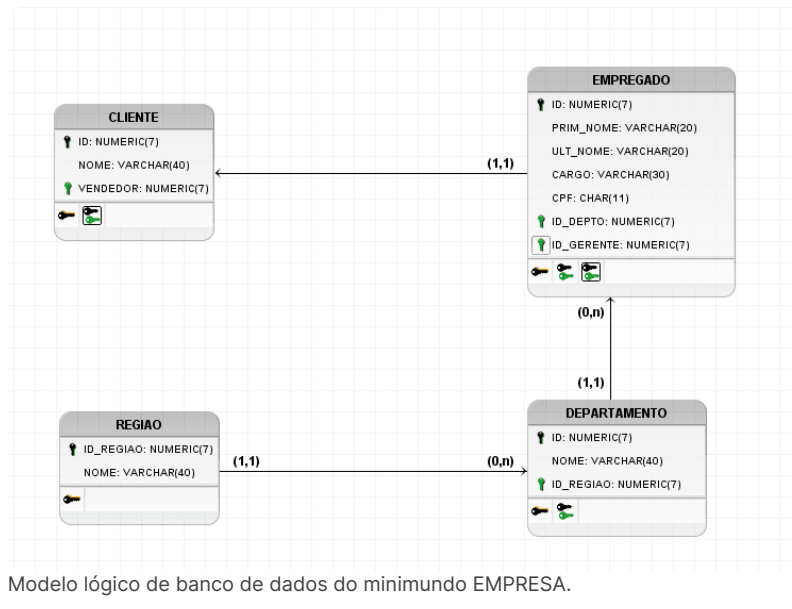 CLIENTE
ID: NUMERIC(7)
NOME: VARCHAR(40)
VENDEDOR: NUMERIC(7)
(1,1)
EMPREGADO
ID: NUMERIC(7)
PRIM_NOME: VARCHAR(20)
ULT_NOME: VARCHAR(20)
CARGO: VARCHAR(30)
CPF: CHAR(11)
ID_DEPTO: NUMERIC(7)
ID_GERENTE: NUMERIC(7)
(0,n)
(1,1)
REGIAO
ID_REGIAO: NUMERIC(7)
NOME: VARCHAR(40)
(1,1)
(0,n)
DEPARTAMENTO
ID: NUMERIC(7)
NOME: VARCHAR(40)
ID_REGIAO: NUMERIC(7)
Modelo lógico de banco de dados do minimundo EMPRESA.